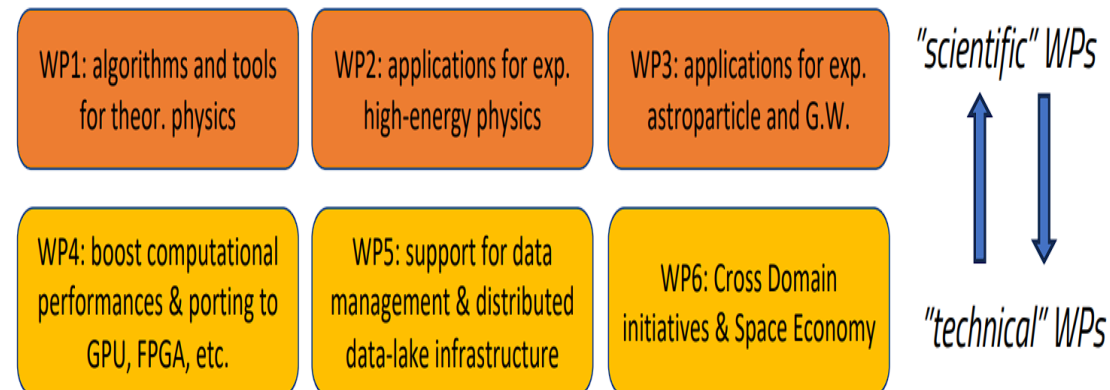 WP1: algorithms and tools
for theor. physics
WP2: applications for exp.
high-energy physics
WP3: applications for exp.
astroparticle and G.W.
"scientific" WPs
WP4: boost computational
performances & porting to
GPU, FPGA, etc.
WP5: support for data
management & distributed
data-lake infrastructure
WP6: Cross Domain
initiatives & Space Economy
"technical" WPs